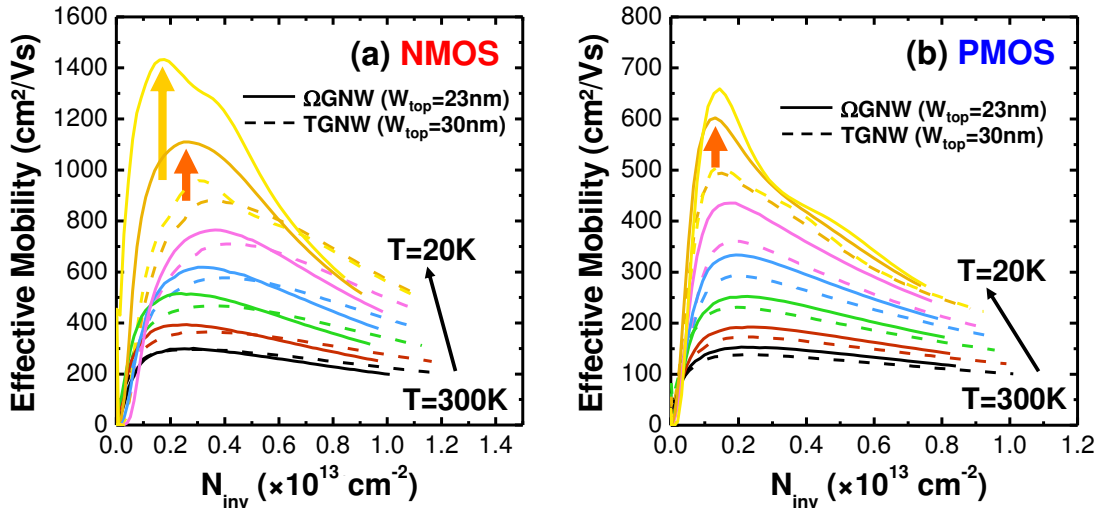 (a) NMOS
ΩGNW (Wtop=23nm)
TGNW (Wtop=30nm)
T=20K
T=300K
Effective Mobility (cm²/Vs)
1600
1400
1200
1000
800
600
400
200
0
0.0 0.2 0.4 0.6 0.8 1.0 1.2 1.4
Ninv (×10¹³ cm⁻²)
(b) PMOS
ΩGNW (Wtop=23nm)
TGNW (Wtop=30nm)
T=20K
T=300K
Effective Mobility (cm²/Vs)
800
700
600
500
400
300
200
100
0
0.0 0.2 0.4 0.6 0.8 1.0 1.2
Ninv (×10¹³ cm⁻²)